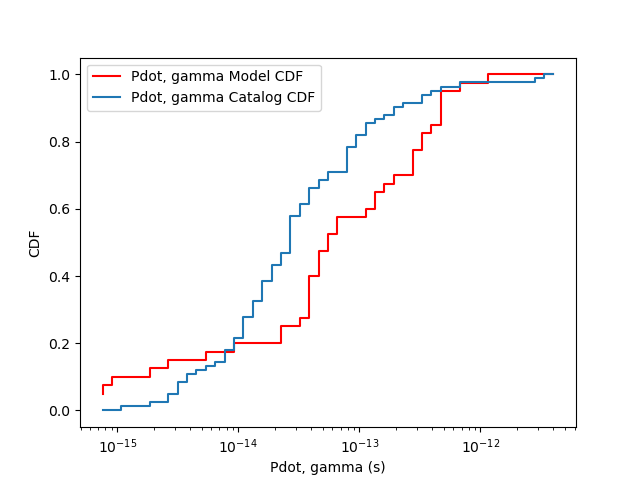 Pdot, gamma Model CDF
Pdot, gamma Catalog CDF
1.0
0.8
0.6
0.4
0.2
0.0
CDF
10⁻¹⁵ 10⁻¹⁴ 10⁻¹³ 10⁻¹²
Pdot, gamma (s)